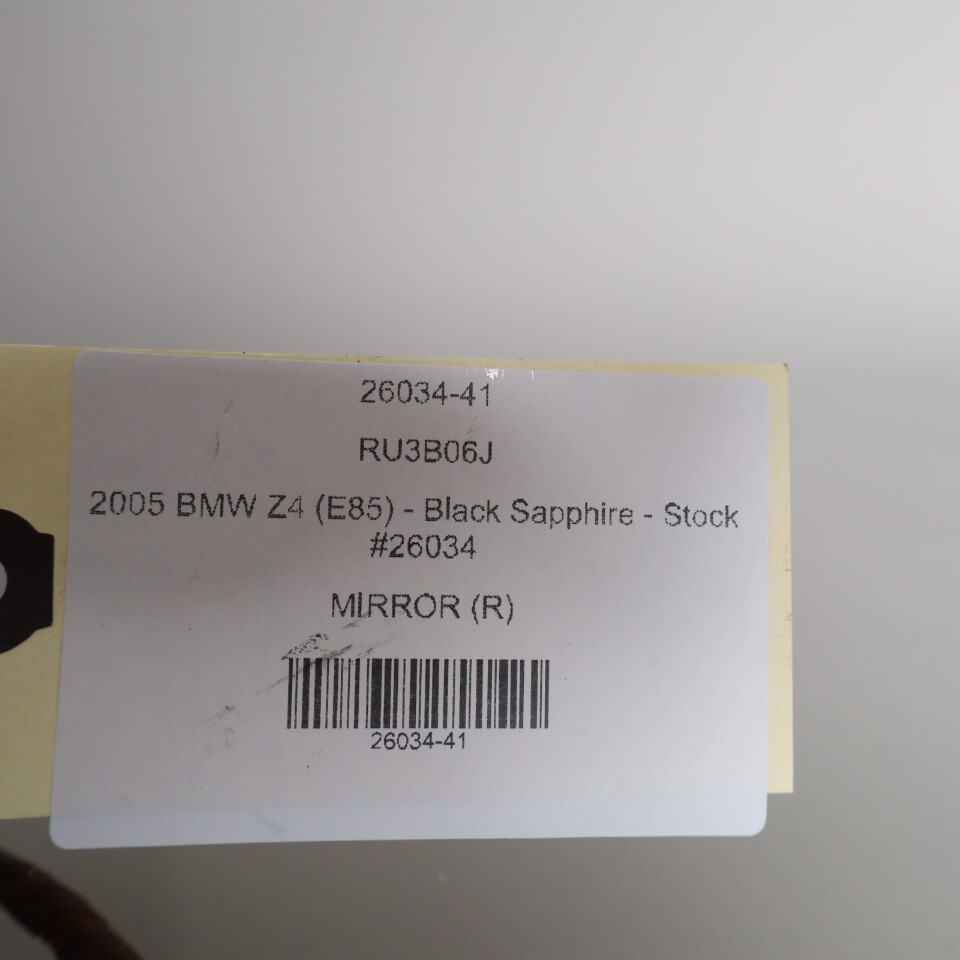 26034-41
RU3B06J
2005 BMW Z4 (E85) - Black Sapphire - Stock
#26034
MIRROR (R)
26034-41